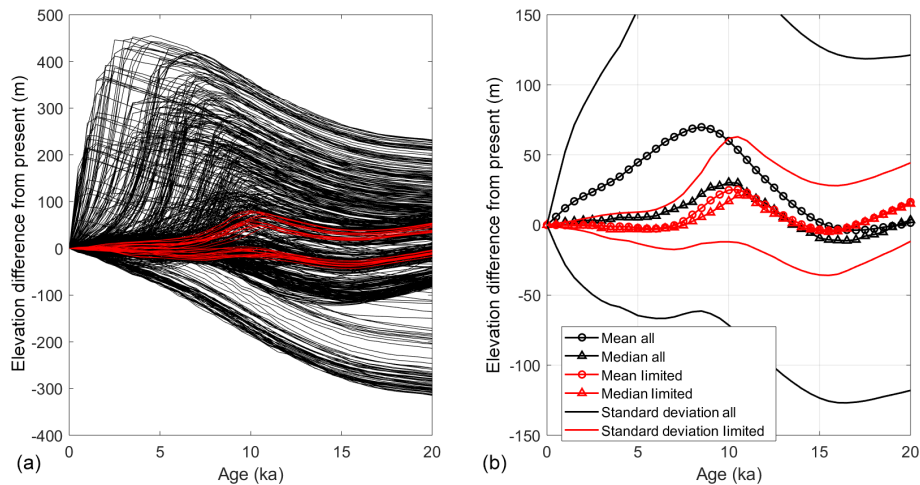 500
400
300
200
100
0
-100
-200
-300
-400
Elevation difference from present (m)
0
5
10
15
20
Age (ka)
(a)
150
100
50
0
-50
-100
-150
Elevation difference from present (m)
Mean all
Median all
Mean limited
Median limited
Standard deviation all
Standard deviation limited
0
5
10
15
20
Age (ka)
(b)